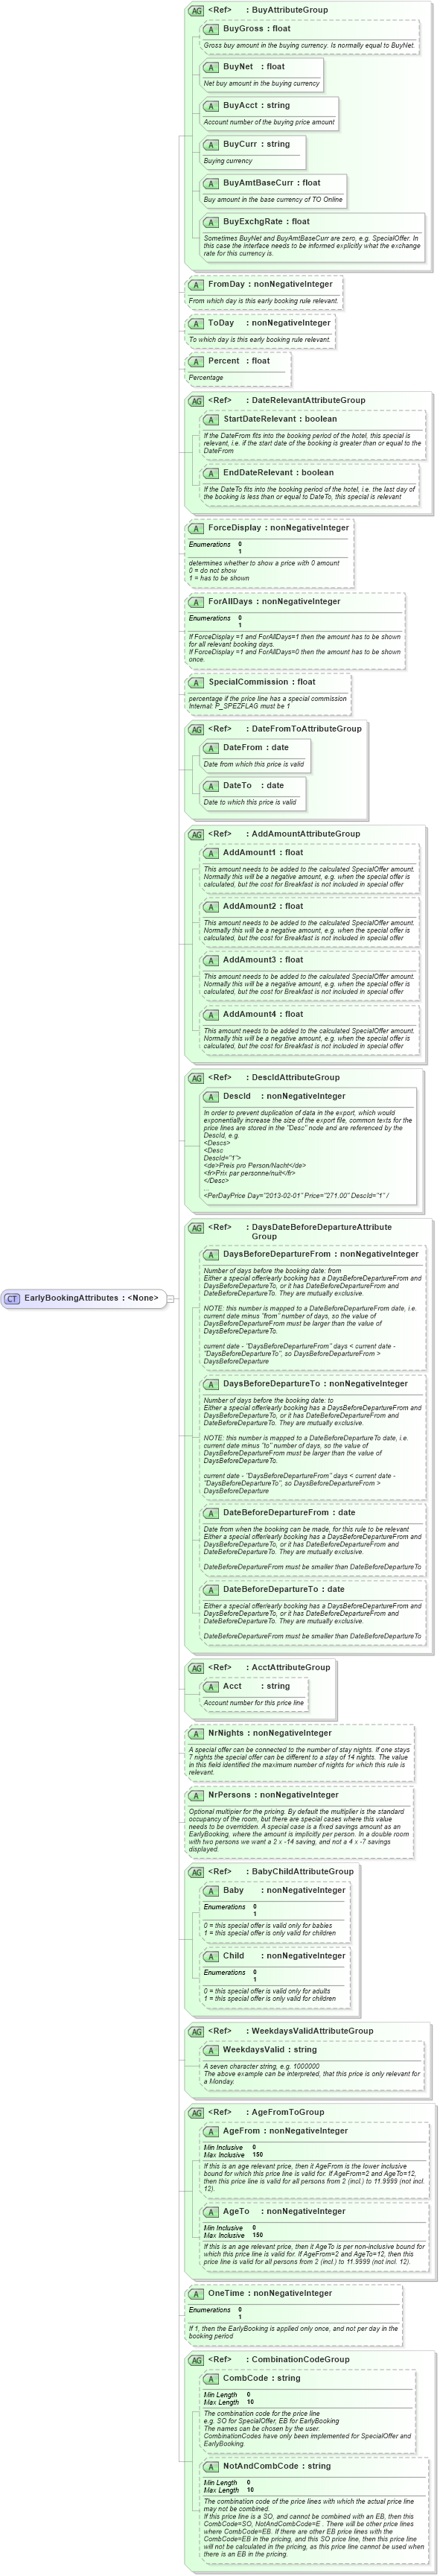 AG <Ref> : BuyAttributeGroup
A BuyGross : float
Gross buy amount in the buying currency. Is normally equal to BuyNet.
A BuyNet : float
Net buy amount in the buying currency
A BuyAcct : string
Account number of the buying price amount
A BuyCurr : string
Buying currency
A BuyAmtBaseCurr : float
Buy amount in the base currency of TO Online
A BuyExchgRate : float
Sometimes BuyNet and BuyAmtBaseCurr are zero, e.g. SpecialOffer. In
this case the interface needs to be informed explicitly what the exchange
rate for this currency is.
A FromDay : nonNegativeInteger
From which day is this early booking rule relevant.
A ToDay : nonNegativeInteger
To which day is this early booking rule relevant.
A Percent : float
Percentage
AG <Ref> : DateRelevantAttributeGroup
A StartDateRelevant : boolean
If the DateFrom fits into the booking period of the hotel, this special is
relevant, i.e. if the start date of the booking is greater than or equal to the
DateFrom
A EndDateRelevant : boolean
If the DateTo fits into the booking period of the hotel, i.e. the last day of
the booking is less than or equal to DateTo, this special is relevant
A ForceDisplay : nonNegativeInteger
Enumerations 0
1
determines whether to show a price with 0 amount
0 = do not show
1 = has to be shown
A ForAllDays : nonNegativeInteger
Enumerations 0
1
If ForceDisplay =1 and ForAllDays=1 then the amount has to be shown
for all relevant booking days.
If ForceDisplay =1 and ForAllDays=0 then the amount has to be shown
once.
A SpecialCommission : float
percentage if the price line has a special commission
Internal: P_SPEZFLAG must be 1
AG <Ref> : DateFromToAttributeGroup
A DateFrom : date
Date from which this price is valid
A DateTo : date
Date to which this price is valid
AG <Ref> : AddAmountAttributeGroup
A AddAmount1 : float
This amount needs to be added to the calculated SpecialOffer amount.
Normally this will be a negative amount, e.g. when the special offer is
calculated, but the cost for Breakfast is not included in special offer
A AddAmount2 : float
This amount needs to be added to the calculated SpecialOffer amount.
Normally this will be a negative amount, e.g. when the special offer is
calculated, but the cost for Breakfast is not included in special offer
A AddAmount3 : float
This amount needs to be added to the calculated SpecialOffer amount.
Normally this will be a negative amount, e.g. when the special offer is
calculated, but the cost for Breakfast is not included in special offer
A AddAmount4 : float
This amount needs to be added to the calculated SpecialOffer amount.
Normally this will be a negative amount, e.g. when the special offer is
calculated, but the cost for Breakfast is not included in special offer
AG <Ref> : DescIdAttributeGroup
A DescId : nonNegativeInteger
In order to prevent duplication of data in the export, which would
exponentially increase the size of the export file, common texts for the
price lines are stored in the "Desc" node and are referenced by the
DescId, e.g.
<Descs>
<Desc
DescId="1">
<de>Preis pro Person/Nacht</de>
<fr>Prix par personne/nuit</fr>
</Desc>
...
<PerDayPrice Day="2013-02-01" Price="271.00" DescId="1" /
AG <Ref> : DaysDateBeforeDepartureAttribute
Group
A DaysBeforeDepartureFrom : nonNegativeInteger
Number of days before the booking date: from
Either a special offer/early booking has a DaysBeforeDepartureFrom and
DaysBeforeDepartureTo, or it has DateBeforeDepartureFrom and
DateBeforeDepartureTo. They are mutually exclusive.
NOTE: this number is mapped to a DateBeforeDepartureFrom date, i.e.
current date minus "from" number of days, so the value of
DaysBeforeDepartureFrom must be larger than the value of
DaysBeforeDepartureTo.
current date - "DaysBeforeDepartureFrom" days < current date -
"DaysBeforeDepartureTo", so DaysBeforeDepartureFrom >
DaysBeforeDeparture
EarlyBookingAttributes : <None>
CT
A DaysBeforeDepartureTo : nonNegativeInteger
Number of days before the booking date: to
Either a special offer/early booking has a DaysBeforeDepartureFrom and
DaysBeforeDepartureTo, or it has DateBeforeDepartureFrom and
DateBeforeDepartureTo. They are mutually exclusive.
NOTE: this number is mapped to a DateBeforeDepartureTo date, i.e.
current date minus "to" number of days, so the value of
DaysBeforeDepartureFrom must be larger than the value of
DaysBeforeDepartureTo.
current date - "DaysBeforeDepartureFrom" days < current date -
"DaysBeforeDepartureTo", so DaysBeforeDepartureFrom >
DaysBeforeDeparture
A DateBeforeDepartureFrom : date
Date from when the booking can be made, for this rule to be relevant
Either a special offer/early booking has a DaysBeforeDepartureFrom and
DaysBeforeDepartureTo, or it has DateBeforeDepartureFrom and
DateBeforeDepartureTo. They are mutually exclusive.
DateBeforeDepartureFrom must be smaller than DateBeforeDepartureTo
A DateBeforeDepartureTo : date
Either a special offer/early booking has a DaysBeforeDepartureFrom and
DaysBeforeDepartureTo, or it has DateBeforeDepartureFrom and
DateBeforeDepartureTo. They are mutually exclusive.
DateBeforeDepartureFrom must be smaller than DateBeforeDepartureTo
AG <Ref> : AcctAttributeGroup
A Acct : string
Account number for this price line
A NrNights : nonNegativeInteger
A special offer can be connected to the number of stay nights. If one stays
7 nights the special offer can be different to a stay of 14 nights. The value
in this field identified the maximum number of nights for which this rule is
relevant.
A NrPersons : nonNegativeInteger
Optional multiplier for the pricing. By default the multiplier is the standard
occupancy of the room, but there are special cases where this value
needs to be overridden. A special case is a fixed savings amount as an
EarlyBooking, where the amount is implicitly per person. In a double room
with two persons we want a 2 x -14 saving, and not a 4 x -7 savings
displayed.
AG <Ref> : BabyChildAttributeGroup
A Baby : nonNegativeInteger
Enumerations 0
1
0 = this special offer is valid only for babies
1 = this special offer is only valid for children
A Child : nonNegativeInteger
Enumerations 0
1
0 = this special offer is valid only for adults
1 = this special offer is only valid for children
AG <Ref> : WeekdaysValidAttributeGroup
A WeekdaysValid : string
A seven character string, e.g. 1000000
The above example can be interpreted, that this price is only relevant for
a Monday.
AG <Ref> : AgeFromToGroup
A AgeFrom : nonNegativeInteger
Min Inclusive 0
Max Inclusive 150
If this is an age relevant price, then it AgeFrom is the lower inclusive
bound for which this price line is valid for. If AgeFrom=2 and AgeTo=12,
then this price line is valid for all persons from 2 (incl.) to 11.9999 (not incl.
12).
A AgeTo : nonNegativeInteger
Min Inclusive 0
Max Inclusive 150
If this is an age relevant price, then it AgeTo is per non-inclusive bound for
which this price line is valid for. If AgeFrom=2 and AgeTo=12, then this
price line is valid for all persons from 2 (incl.) to 11.9999 (not incl. 12).
A OneTime : nonNegativeInteger
Enumerations 0
1
If 1, then the EarlyBooking is applied only once, and not per day in the
booking period
AG <Ref> : CombinationCodeGroup
A CombCode : string
Min Length 0
Max Length 10
The combination code for the price line
e.g. SO for SpecialOffer, EB for EarlyBooking
The names can be chosen by the user.
CombinationCodes have only been implemented for SpecialOffer and
EarlyBooking.
A NotAndCombCode : string
Min Length 0
Max Length 10
The combination code of the price lines with which the actual price line
may not be combined.
If this price line is a SO, and cannot be combined with an EB, then this
CombCode=SO, NotAndCombCode=E . There will be other price lines
where CombCode=EB. If there are other EB price lines with the
CombCode=EB in the pricing, and this SO price line, then this price line
will not be calculated in the pricing, as this price line cannot be used when
there is an EB in the pricing.